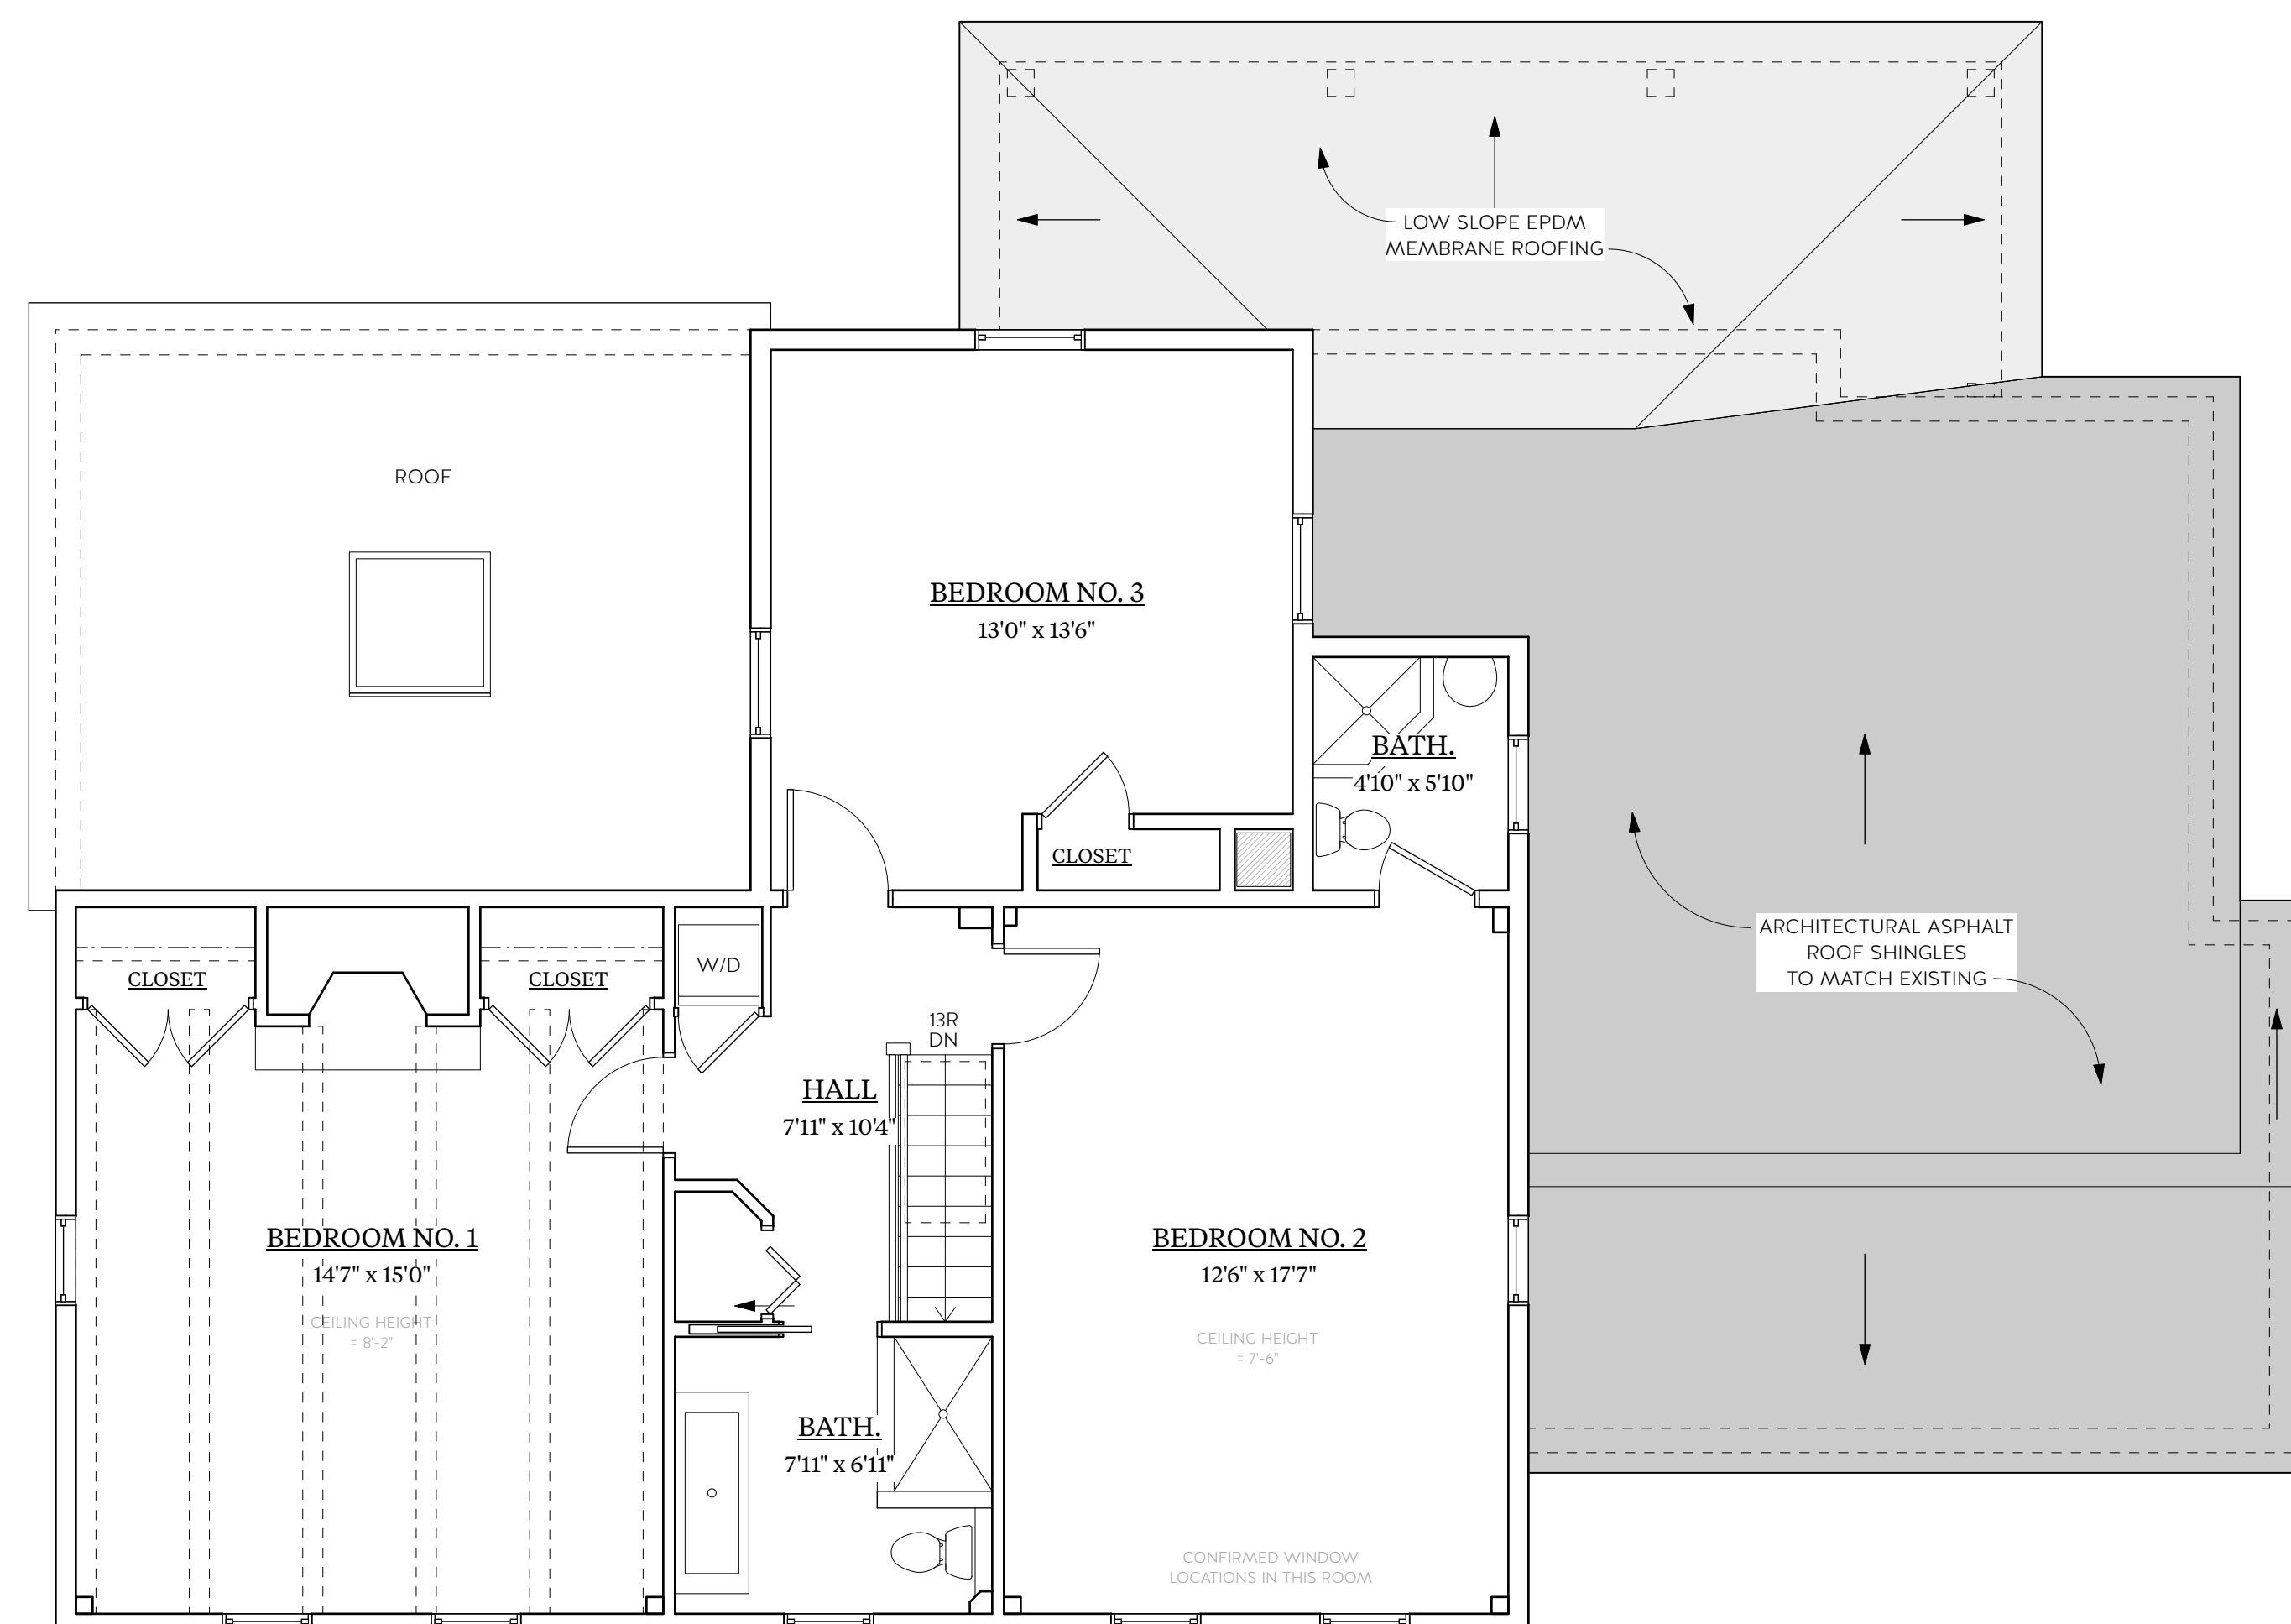 LOW SLOPE EPDM
MEMBRANE ROOFING
ROOF
BEDROOM NO. 3
13'0" x 13'6"
BATH.
4'10" x 5'10"
CLOSET
ARCHITECTURAL ASPHALT
ROOF SHINGLES
TO MATCH EXISTING
CLOSET
CLOSET
W/D
13R
DN
HALL
7'11" x 10'4"
BEDROOM NO. 1
14'7" x 15'0"
CEILING HEIGHT
= 8'-2"
BEDROOM NO. 2
12'6" x 17'7"
CEILING HEIGHT
= 7'-6"
BATH.
7'11" x 6'11"
CONFIRMED WINDOW
LOCATIONS IN THIS ROOM